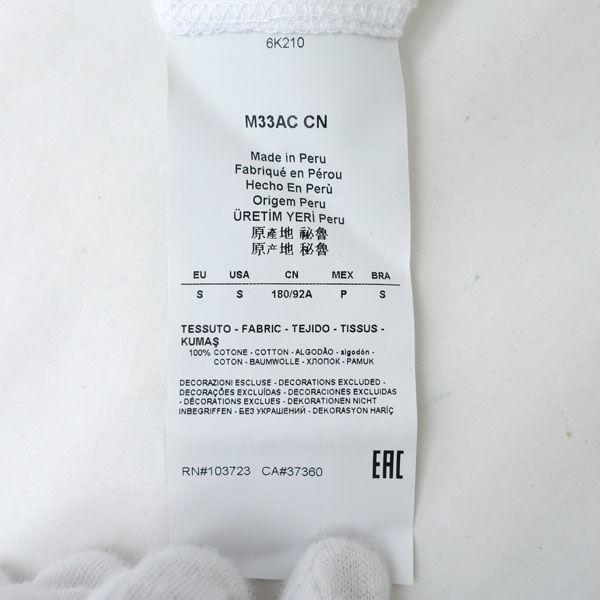 6K210
M33AC CN
Made in Peru
Fabriqué en Pérou
Hecho En Perù
Origem Peru
ÜRETİM YERİ Peru
原產地 祕魯
原产地 秘鲁
EU USA CN MEX BRA
S S 180/92A P S
TESSUTO - FABRIC - TEJIDO - TISSUS -
KUMAŞ
100% COTONE - COTTON - ALGODÃO - algodón -
COTON - BAUMWOLLE - ХЛОПОК - PAMUK
DECORAZIONI ESCLUSE - DECORATIONS EXCLUDED -
DECORAÇÕES EXCLUÍDAS - DECORACIONES EXCLUIDAS
- DÉCORATIONS EXCLUES - DEKORATIONEN NICHT
INBEGRIFFEN - БЕЗ УКРАШЕНИЙ - DEKORASYON HARİÇ
RN#103723 CA#37360
EAC